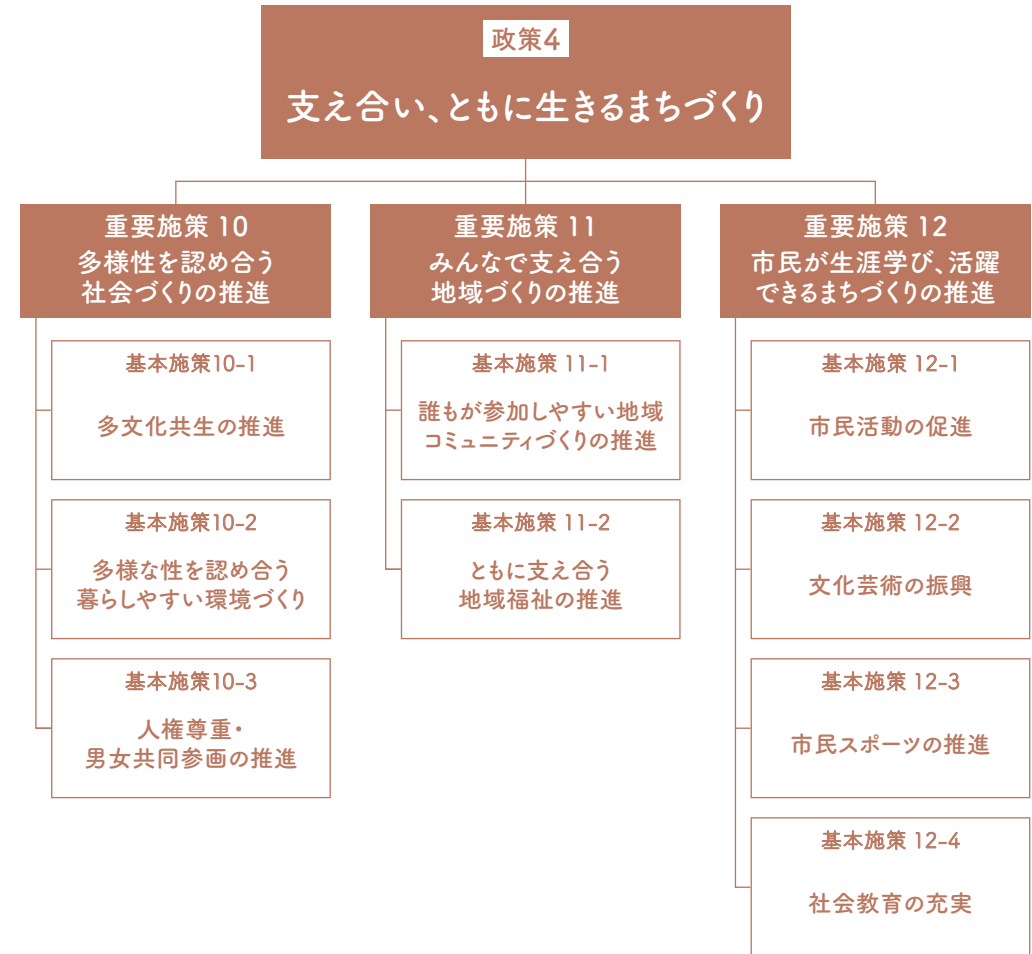 政策4
支え合い、ともに生きるまちづくり
重要施策 10
多様性を認め合う
社会づくりの推進
基本施策10-1
多文化共生の推進
基本施策10-2
多様な性を認め合う
暮らしやすい環境づくり
基本施策10-3
人権尊重・
男女共同参画の推進
重要施策 11
みんなで支え合う
地域づくりの推進
基本施策 11-1
誰もが参加しやすい地域
コミュニティづくりの推進
基本施策 11-2
ともに支え合う
地域福祉の推進
重要施策 12
市民が生涯学び、活躍
できるまちづくりの推進
基本施策 12-1
市民活動の促進
基本施策 12-2
文化芸術の振興
基本施策 12-3
市民スポーツの推進
基本施策 12-4
社会教育の充実